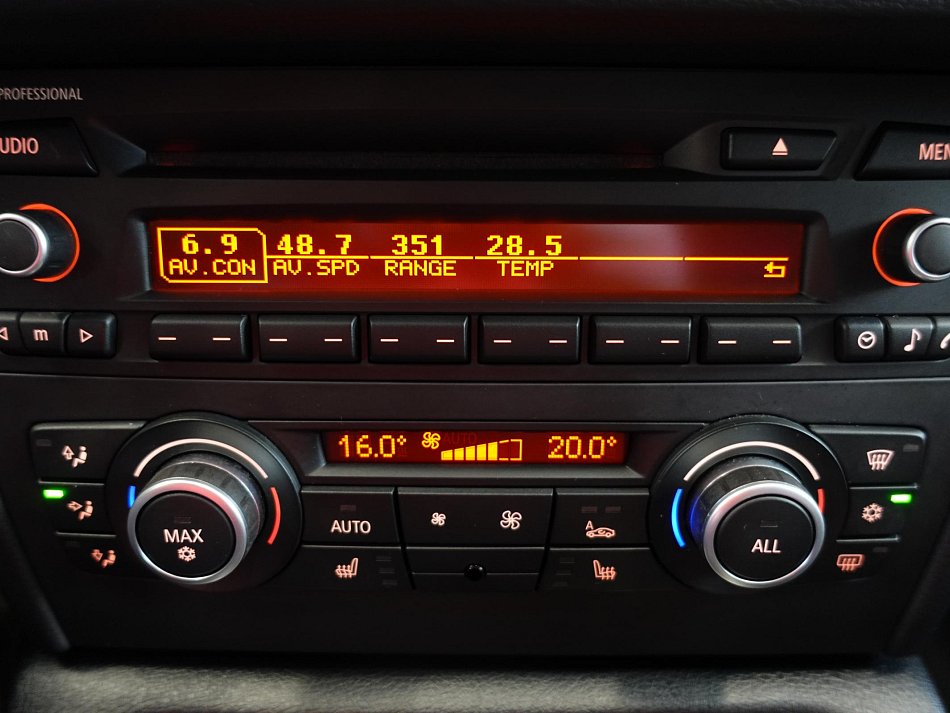 PROFESSIONAL
UDIO
MEN
6.9 48.7 351 28.5
AV.CON AV.SPD RANGE TEMP
m
16.0° AUTO 20.0°
MAX
AUTO
A
ALL